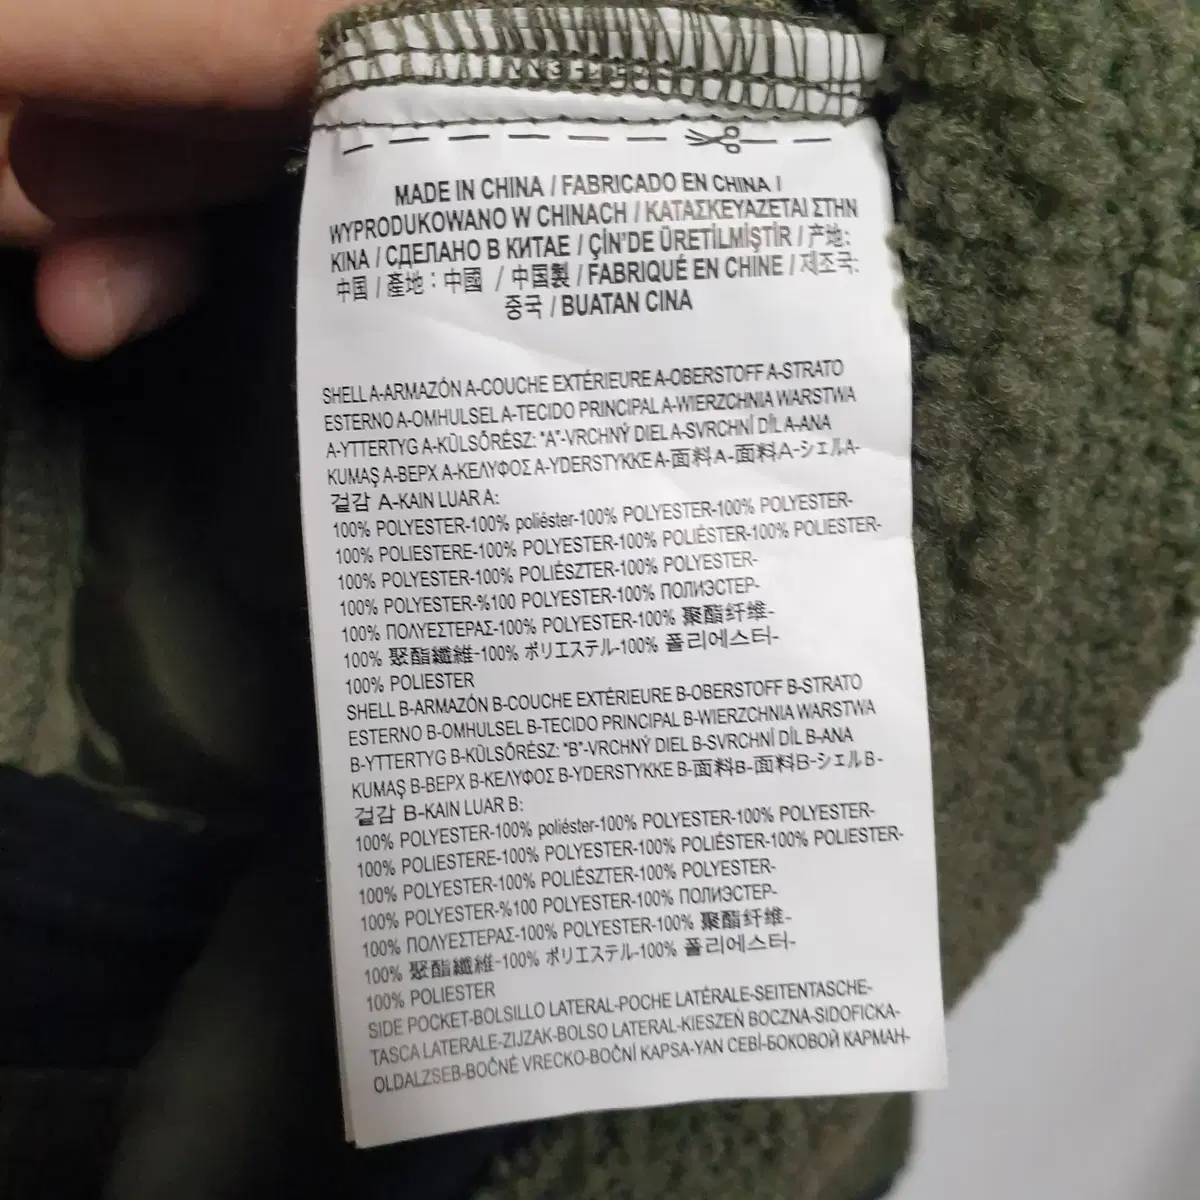 MADE IN CHINA / FABRICADO EN CHINA /
WYPRODUKOWANO W CHINACH / ΚΑΤΑΣΚΕΥΑΖΕΤΑΙ ΣΤΗΝ
ΚΙΝΑ / СДЕЛАНО В КИТАЕ / ÇİN'DE ÜRETİLMİŞTİR / 产地:
中国 / 產地：中國 / 中国製 / FABRIQUÉ EN CHINE / 제조국:
중국 / BUATAN CINA
SHELL A-ARMAZÓN A-COUCHE EXTÉRIEURE A-OBERSTOFF A-STRATO
ESTERNO A-OMHULSEL A-TECIDO PRINCIPAL A-WIERZCHNIA WARSTWA
A-YTTERTYG A-KÜLSŐRÉSZ: "A"-VRCHNÝ DIEL A-SVRCHNÍ DÍL A-ANA
KUMAŞ A-ВЕРХ A-ΚΕΛΥΦΟΣ A-YDERSTYKKE A-面料A-面料A-シェルA-
겉감 A-KAIN LUAR A:
100% POLYESTER-100% poliéster-100% POLYESTER-100% POLYESTER-
100% POLIESTERE-100% POLYESTER-100% POLIÉSTER-100% POLIESTER-
100% POLYESTER-100% POLIÉSZTER-100% POLYESTER-
100% POLYESTER-%100 POLYESTER-100% ПОЛИЭСТЕР-
100% ΠΟΛΥΕΣΤΕΡΑΣ-100% POLYESTER-100% 聚酯纤维-
100% 聚酯纖維-100% ポリエステル-100% 폴리에스터-
100% POLIESTER
SHELL B-ARMAZÓN B-COUCHE EXTÉRIEURE B-OBERSTOFF B-STRATO
ESTERNO B-OMHULSEL B-TECIDO PRINCIPAL B-WIERZCHNIA WARSTWA
B-YTTERTYG B-KÜLSŐRÉSZ: "B"-VRCHNÝ DIEL B-SVRCHNÍ DÍL B-ANA
KUMAŞ B-ВЕРХ B-ΚΕΛΥΦΟΣ B-YDERSTYKKE B-面料B-面料B-シェルB-
겉감 B-KAIN LUAR B:
100% POLYESTER-100% poliéster-100% POLYESTER-100% POLYESTER-
100% POLIESTERE-100% POLYESTER-100% POLIÉSTER-100% POLIESTER-
100% POLYESTER-100% POLIÉSZTER-100% POLYESTER-
100% POLYESTER-%100 POLYESTER-100% ПОЛИЭСТЕР-
100% ΠΟΛΥΕΣΤΕΡΑΣ-100% POLYESTER-100% 聚酯纤维-
100% 聚酯纖維-100% ポリエステル-100% 폴리에스터-
100% POLIESTER
SIDE POCKET-BOLSILLO LATERAL-POCHE LATÉRALE-SEITENTASCHE-
TASCA LATERALE-ZIJZAK-BOLSO LATERAL-KIESZEŃ BOCZNA-SIDOFICKA-
OLDALZSEB-BOČNÉ VRECKO-BOČNÍ KAPSA-YAN CEBİ-БОКОВОЙ КАРМАН-